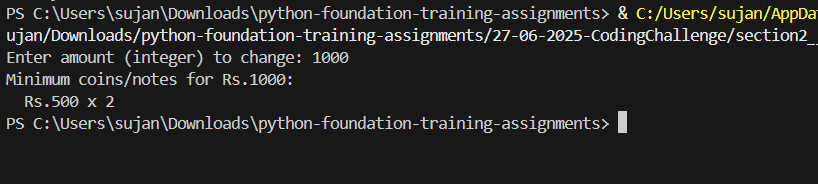 PS C:\Users\sujan\Downloads\python-foundation-training-assignments> & C:/Users/sujan/AppDat
ujan/Downloads/python-foundation-training-assignments/27-06-2025-CodingChallenge/section2_
Enter amount (integer) to change: 1000
Minimum coins/notes for Rs.1000:
  Rs.500 x 2
PS C:\Users\sujan\Downloads\python-foundation-training-assignments>